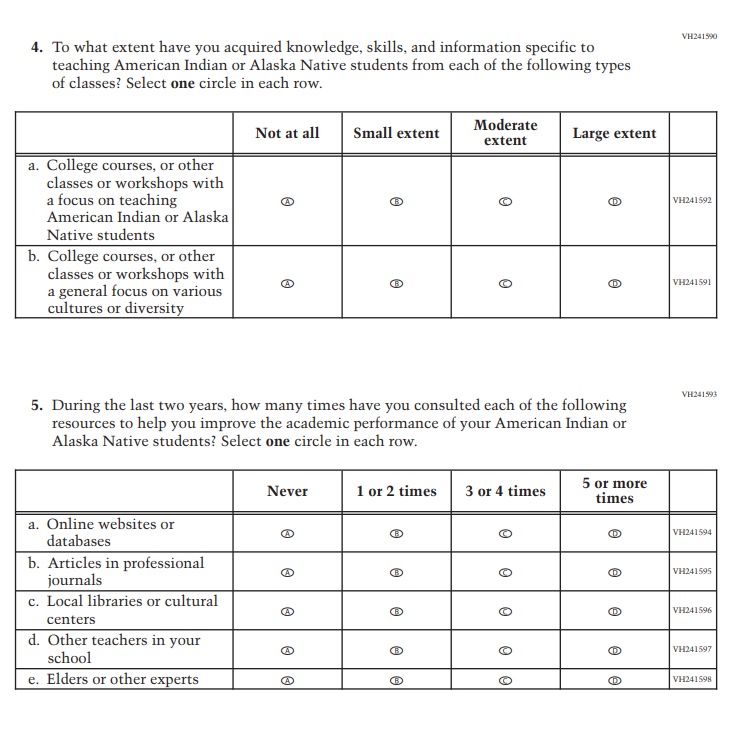 VH241590
4. To what extent have you acquired knowledge, skills, and information specific to
teaching American Indian or Alaska Native students from each of the following types
of classes? Select one circle in each row.
Not at all Small extent Moderate extent Large extent
a. College courses, or other
classes or workshops with
a focus on teaching
American Indian or Alaska
Native students
A B C D VH241592
b. College courses, or other
classes or workshops with
a general focus on various
cultures or diversity
A B C D VH241591
VH241593
5. During the last two years, how many times have you consulted each of the following
resources to help you improve the academic performance of your American Indian or
Alaska Native students? Select one circle in each row.
Never 1 or 2 times 3 or 4 times 5 or more times
a. Online websites or
databases
A B C D VH241594
b. Articles in professional
journals
A B C D VH241595
c. Local libraries or cultural
centers
A B C D VH241596
d. Other teachers in your
school
A B C D VH241597
e. Elders or other experts A B C D VH241598